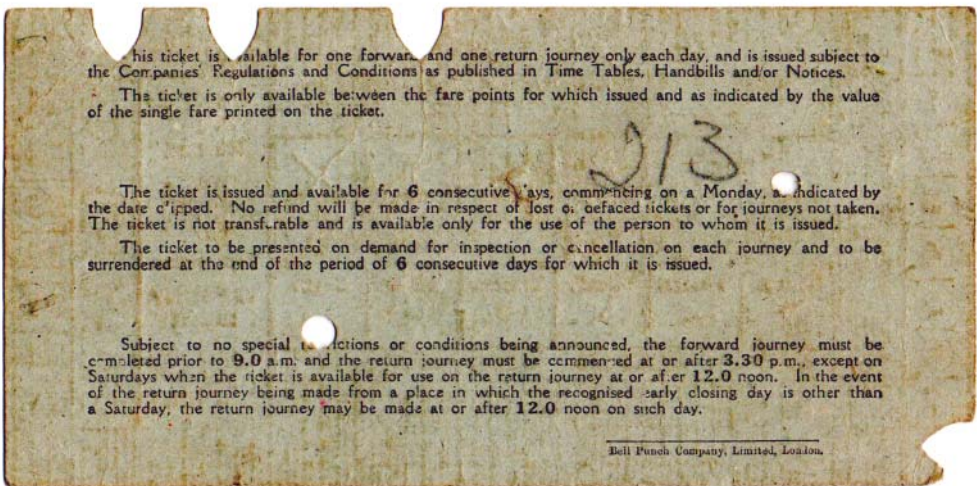 This ticket is available for one forward and one return journey only each day, and is issued subject to
the Companies' Regulations and Conditions as published in Time Tables, Handbills and/or Notices.
The ticket is only available between the fare points for which issued and as indicated by the value
of the single fare printed on the ticket.
213
The ticket is issued and available for 6 consecutive days, commencing on a Monday, as indicated by
the date clipped. No refund will be made in respect of lost or defaced tickets or for journeys not taken.
The ticket is not transferable and is available only for the use of the person to whom it is issued.
The ticket to be presented on demand for inspection or cancellation on each journey and to be
surrendered at the end of the period of 6 consecutive days for which it is issued.
Subject to no special restrictions or conditions being announced, the forward journey must be
completed prior to 9.0 a.m. and the return journey must be commenced at or after 3.30 p.m., except on
Saturdays when the ticket is available for use on the return journey at or after 12.0 noon. In the event
of the return journey being made from a place in which the recognised early closing day is other than
a Saturday, the return journey may be made at or after 12.0 noon on such day.
Bell Punch Company, Limited, London.